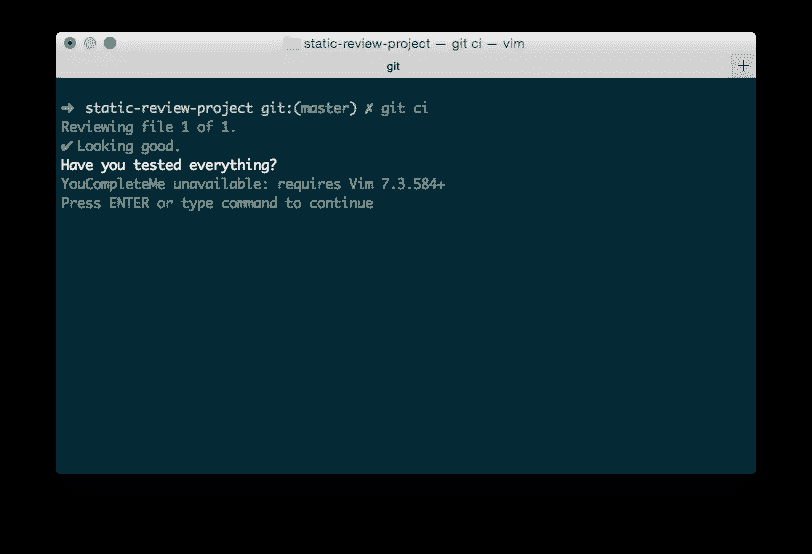 static-review-project — git ci — vim
git
➜ static-review-project git:(master) ✗ git ci
Reviewing file 1 of 1.
✔ Looking good.
Have you tested everything?
YouCompleteMe unavailable: requires Vim 7.3.584+
Press ENTER or type command to continue